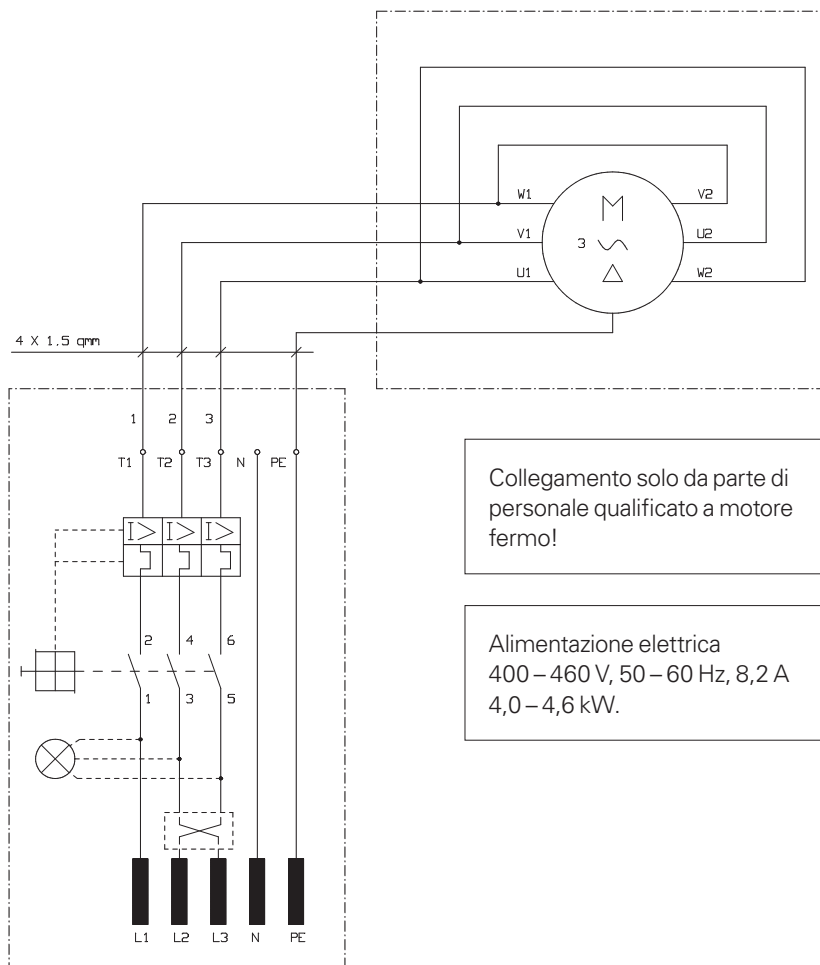 W1
V2
M
V1
3
U2
U1
W2
4 X 1.5 qmm
1 2 3
T1 T2 T3 N PE
Collegamento solo da parte di
personale qualificato a motore
fermo!
I> I> I>
2 4 6
Alimentazione elettrica
400 – 460 V, 50 – 60 Hz, 8,2 A
4,0 – 4,6 kW.
1 3 5
L1 L2 L3 N PE